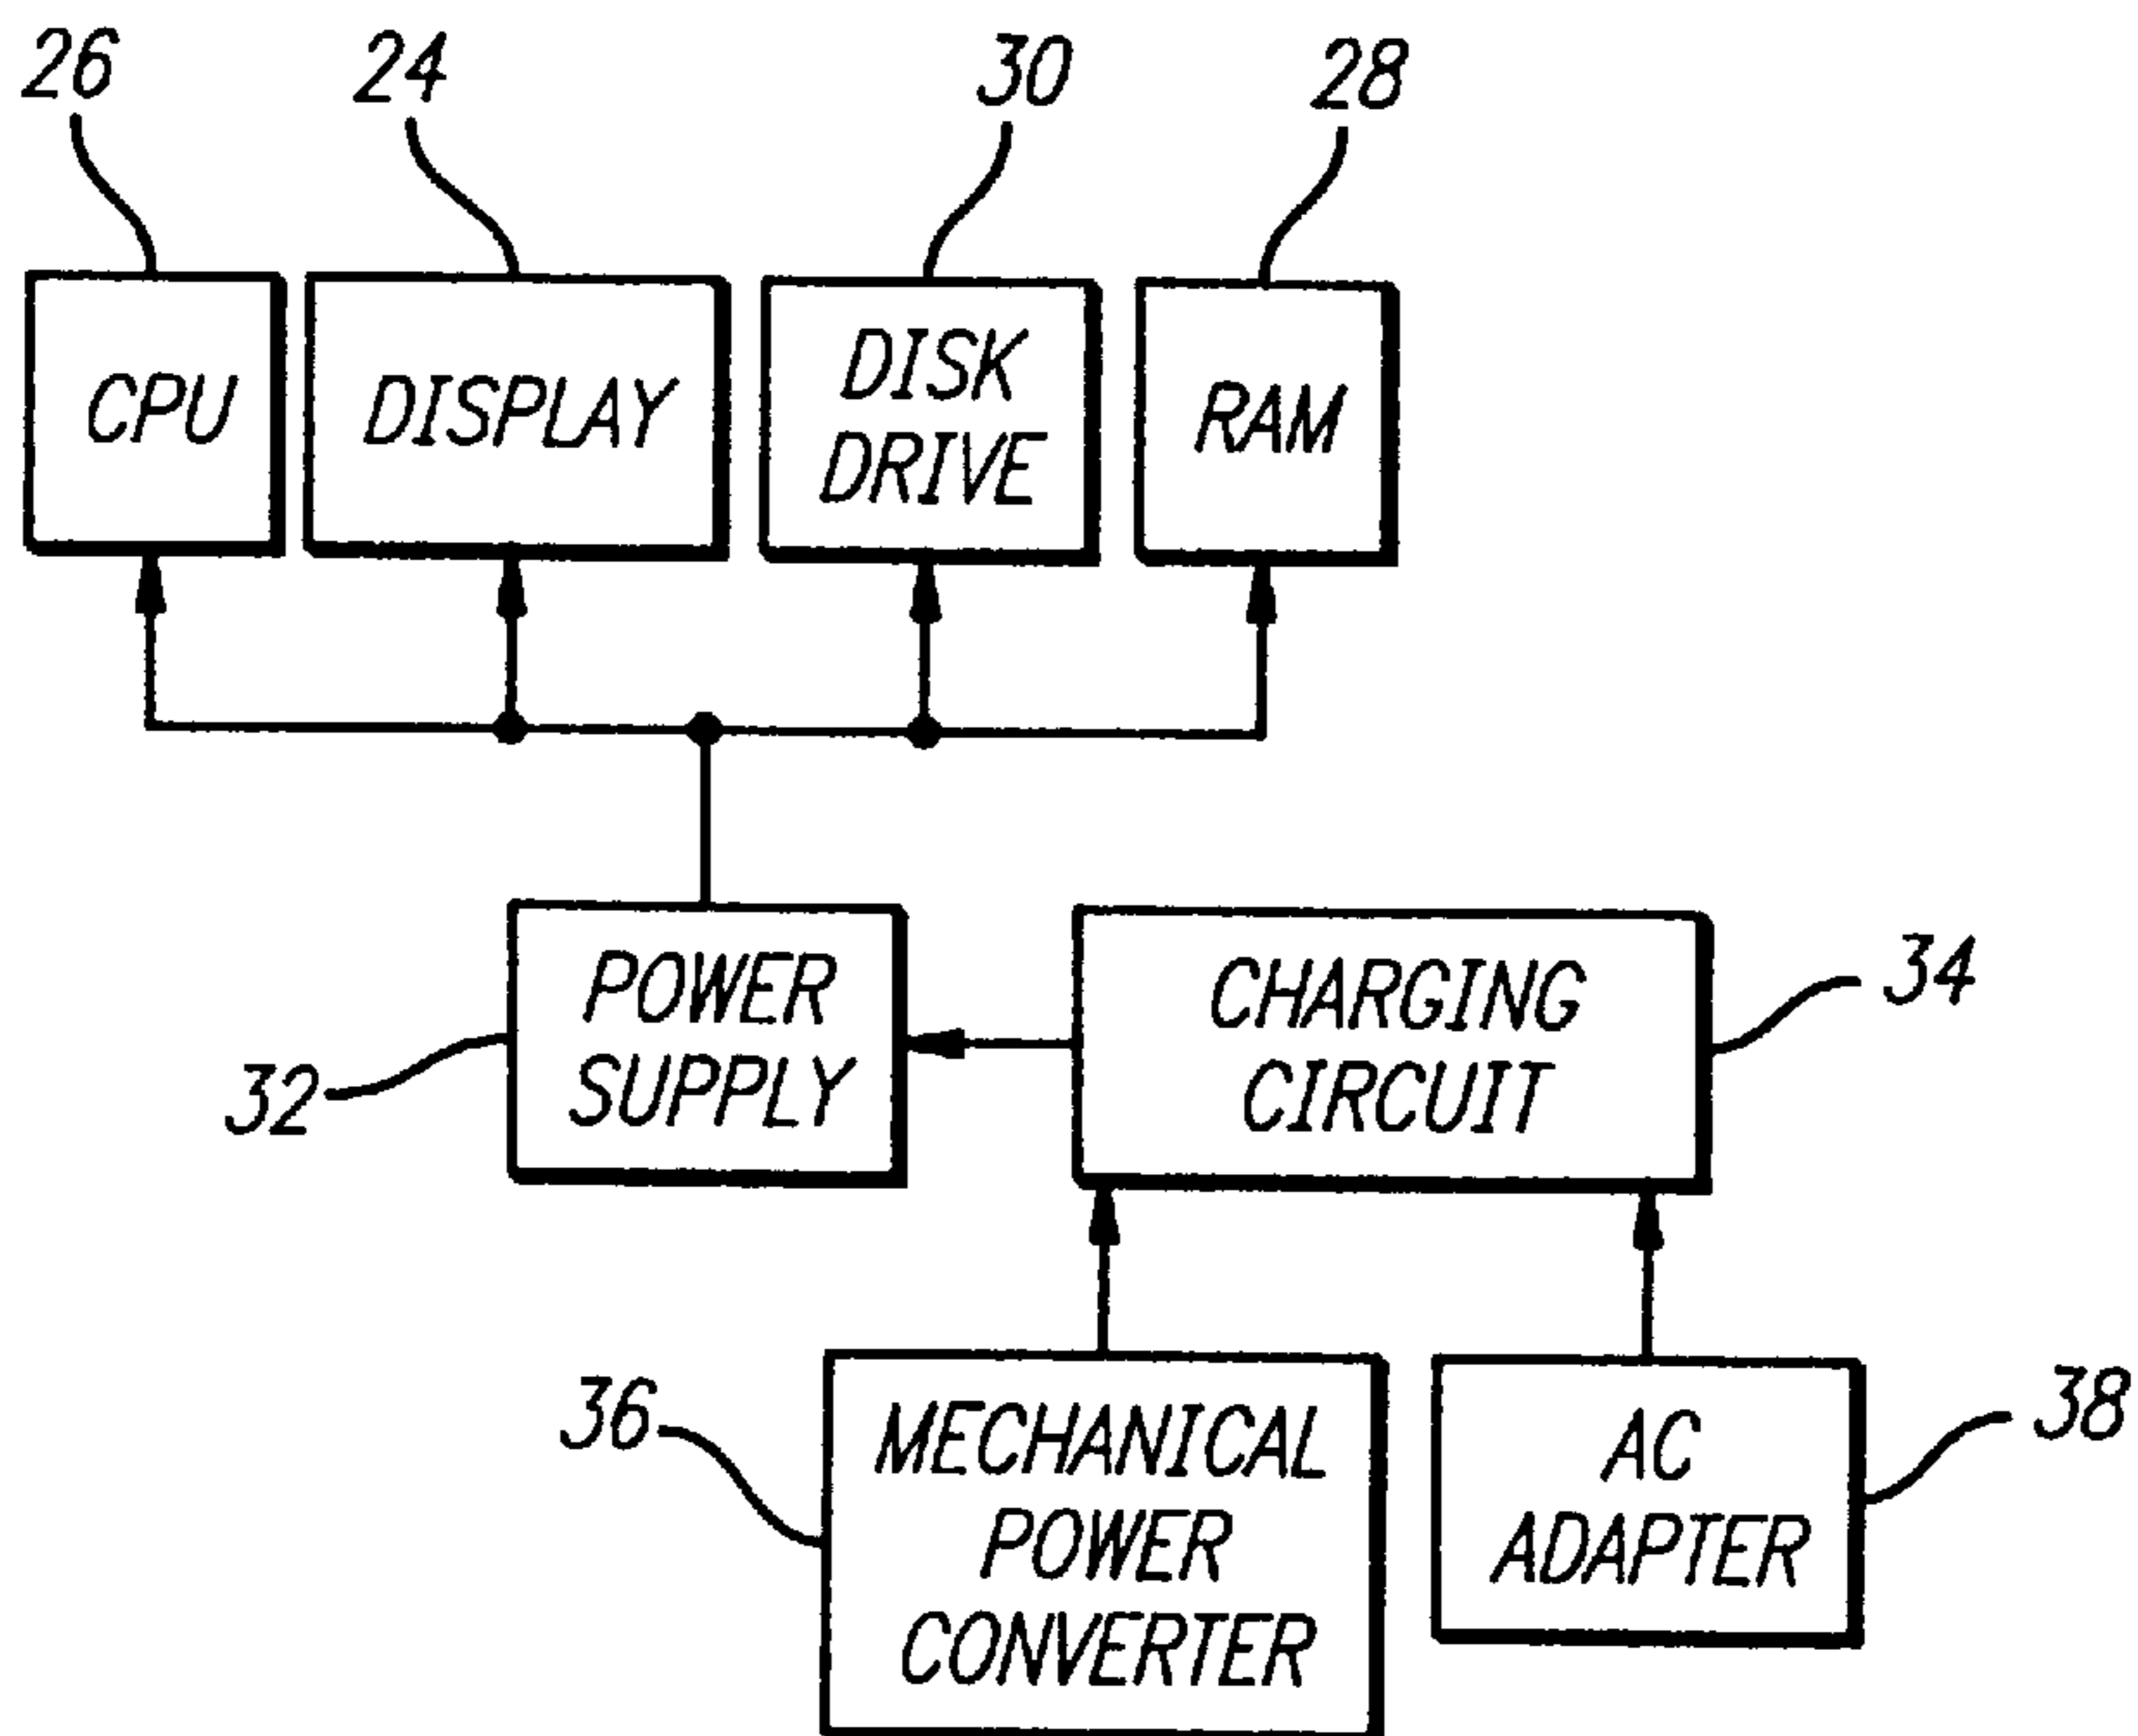 26
24
30
28
CPU
DISPLAY
DISK
DRIVE
RAM
POWER
SUPPLY
32
CHARGING
CIRCUIT
34
36
MECHANICAL
POWER
CONVERTER
AC
ADAPTER
38